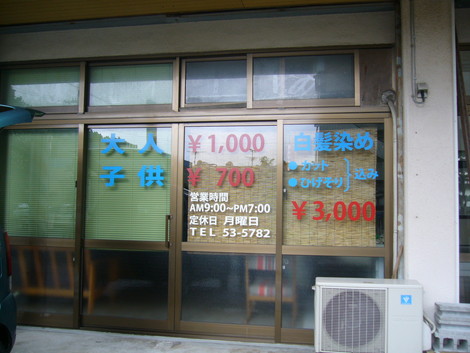 大人 ¥1,000
子供 ¥ 700
営業時間
AM9:00~PM7:00
定休日 月曜日
TEL 53-5782
白髪染め
●カット
●ひげそり
込み
¥3,000